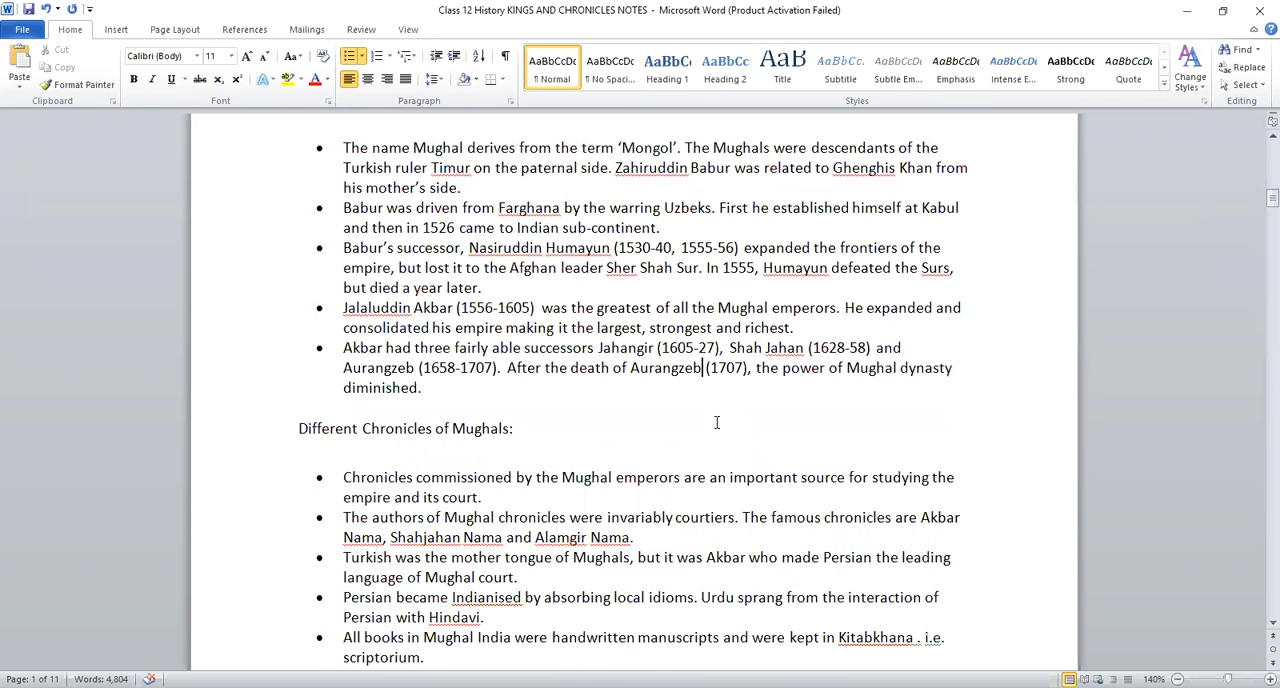 Class 12 History KINGS AND CHRONICLES NOTES - Microsoft Word (Product Activation Failed)
File Home Insert Page Layout References Mailings Review View
Paste
Cut
Copy
Format Painter
Clipboard
Calibri (Body) 11
B I U abc x₂ x²
Font
Paragraph
AaBbCcDc AaBbCcDc AaBbC AaBbCc AaB AaBbCc. AaBbCcDc AaBbCcDc AaBbCcDc AaBbCcDc AaBbCcDc
¶ Normal ¶ No Spaci... Heading 1 Heading 2 Title Subtitle Subtle Em... Emphasis Intense E... Strong Quote
Styles
Change Styles
Find
Replace
Select
Editing
• The name Mughal derives from the term ‘Mongol’. The Mughals were descendants of the
Turkish ruler Timur on the paternal side. Zahiruddin Babur was related to Ghenghis Khan from
his mother’s side.
• Babur was driven from Farghana by the warring Uzbeks. First he established himself at Kabul
and then in 1526 came to Indian sub-continent.
• Babur’s successor, Nasiruddin Humayun (1530-40, 1555-56) expanded the frontiers of the
empire, but lost it to the Afghan leader Sher Shah Sur. In 1555, Humayun defeated the Surs,
but died a year later.
• Jalaluddin Akbar (1556-1605) was the greatest of all the Mughal emperors. He expanded and
consolidated his empire making it the largest, strongest and richest.
• Akbar had three fairly able successors Jahangir (1605-27), Shah Jahan (1628-58) and
Aurangzeb (1658-1707). After the death of Aurangzeb (1707), the power of Mughal dynasty
diminished.
Different Chronicles of Mughals:
• Chronicles commissioned by the Mughal emperors are an important source for studying the
empire and its court.
• The authors of Mughal chronicles were invariably courtiers. The famous chronicles are Akbar
Nama, Shahjahan Nama and Alamgir Nama.
• Turkish was the mother tongue of Mughals, but it was Akbar who made Persian the leading
language of Mughal court.
• Persian became Indianised by absorbing local idioms. Urdu sprang from the interaction of
Persian with Hindavi.
• All books in Mughal India were handwritten manuscripts and were kept in Kitabkhana . i.e.
scriptorium.
Page: 1 of 11 Words: 4,804 140%